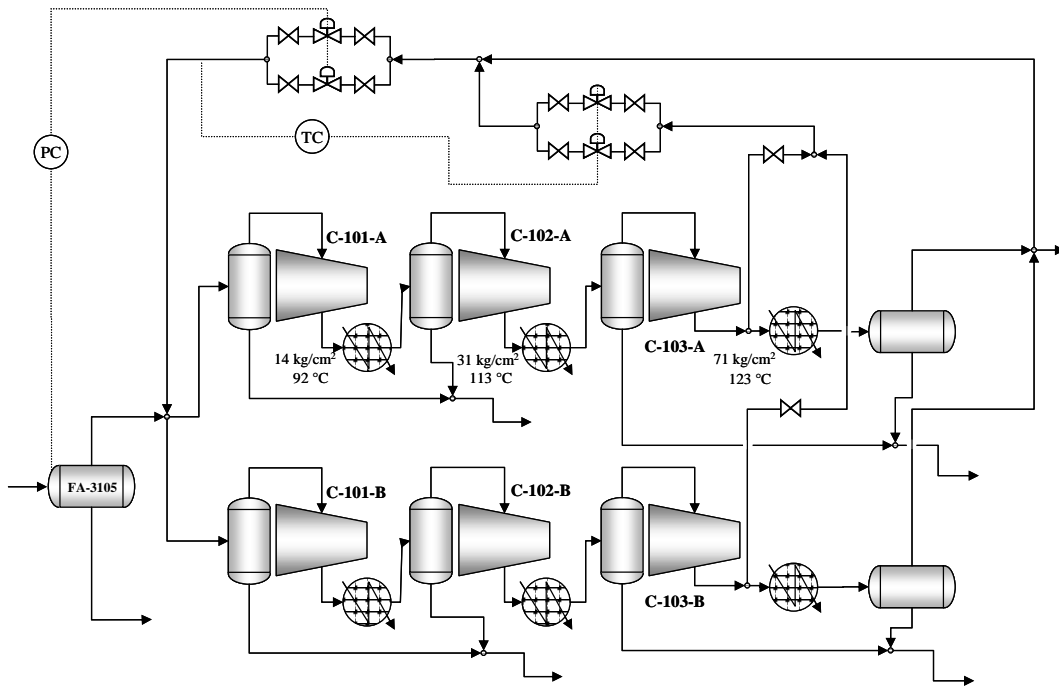 TC
PC
C-101-A
C-102-A
C-103-A
14 kg/cm²
92 °C
31 kg/cm²
113 °C
71 kg/cm²
123 °C
FA-3105
C-101-B
C-102-B
C-103-B